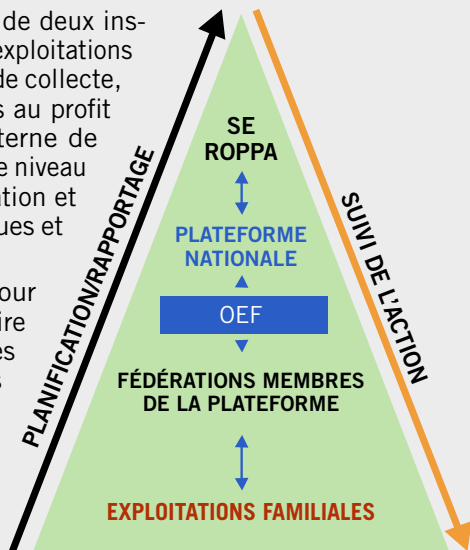 de deux ins-
exploitations
de collecte,
s au profit
terne de
e niveau
ation et
ues et
our
ire
es
s
PLANIFICATION/RAPPORTAGE
SE
ROPPA
PLATEFORME
NATIONALE
OEF
FÉDÉRATIONS MEMBRES
DE LA PLATEFORME
EXPLOITATIONS FAMILIALES
SUIVI DE L'ACTION